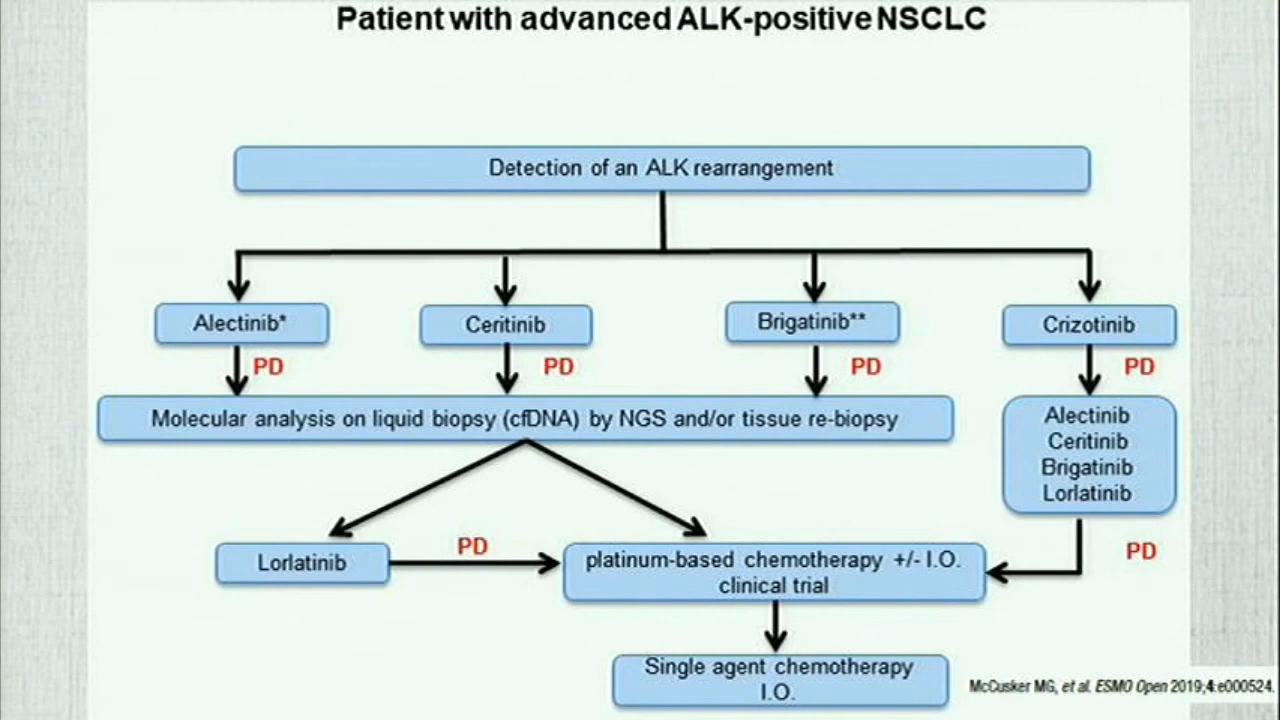 Patient with advanced ALK-positive NSCLC
Detection of an ALK rearrangement
Alectinib*
Ceritinib
Brigatinib**
Crizotinib
PD
PD
PD
PD
Molecular analysis on liquid biopsy (cfDNA) by NGS and/or tissue re-biopsy
Alectinib
Ceritinib
Brigatinib
Lorlatinib
Lorlatinib
PD
platinum-based chemotherapy +/- I.O.
clinical trial
PD
Single agent chemotherapy
I.O.
McCusker MG, et al. ESMO Open 2019;4:e000524.